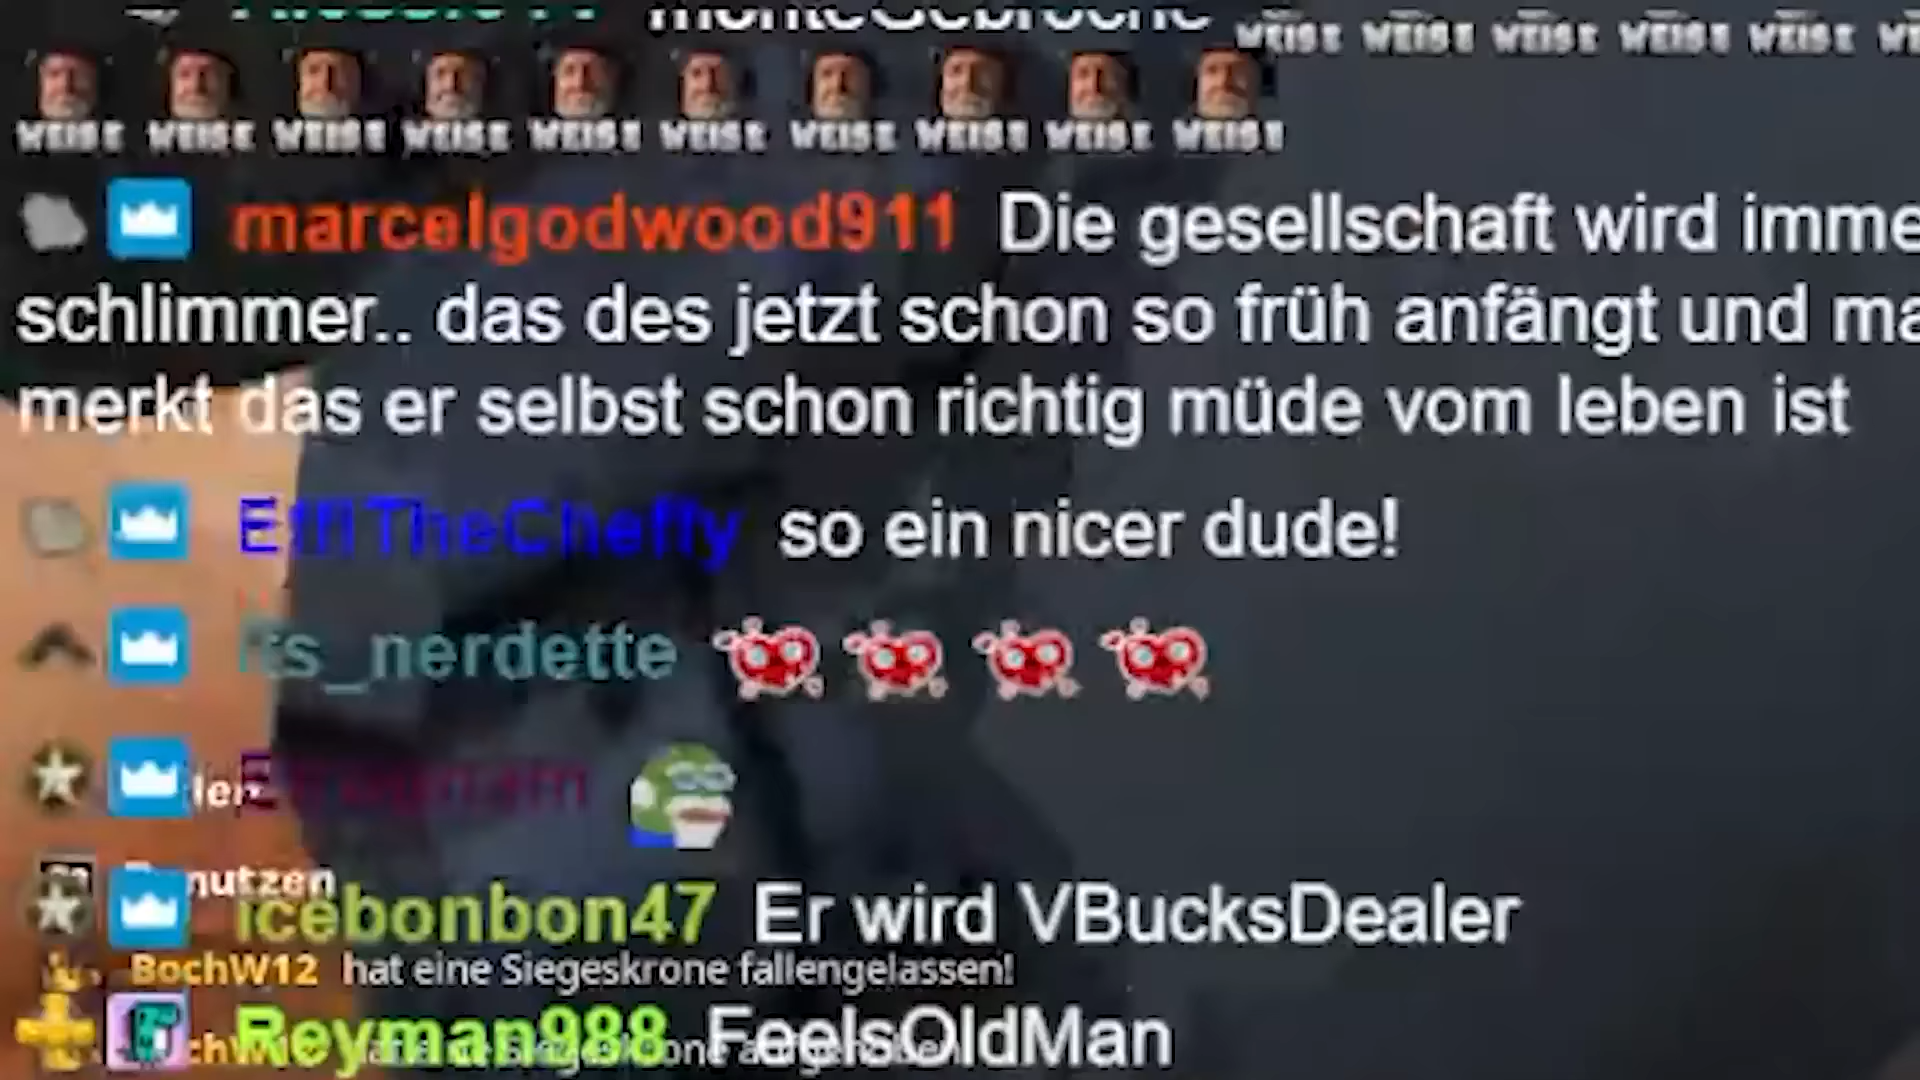 WEISE WEISE WEISE WEISE WEISE
WEISE WEISE WEISE WEISE WEISE WEISE WEISE WEISE WEISE WEISE
marcelgodwood911 Die gesellschaft wird imme
schlimmer.. das des jetzt schon so früh anfängt und ma
merkt das er selbst schon richtig müde vom leben ist
EffiTheCheffy so ein nicer dude!
its_nerdette
icebonbon47 Er wird VBucksDealer
BochW12 hat eine Siegeskrone fallengelassen!
Reyman988 FeelsOldMan